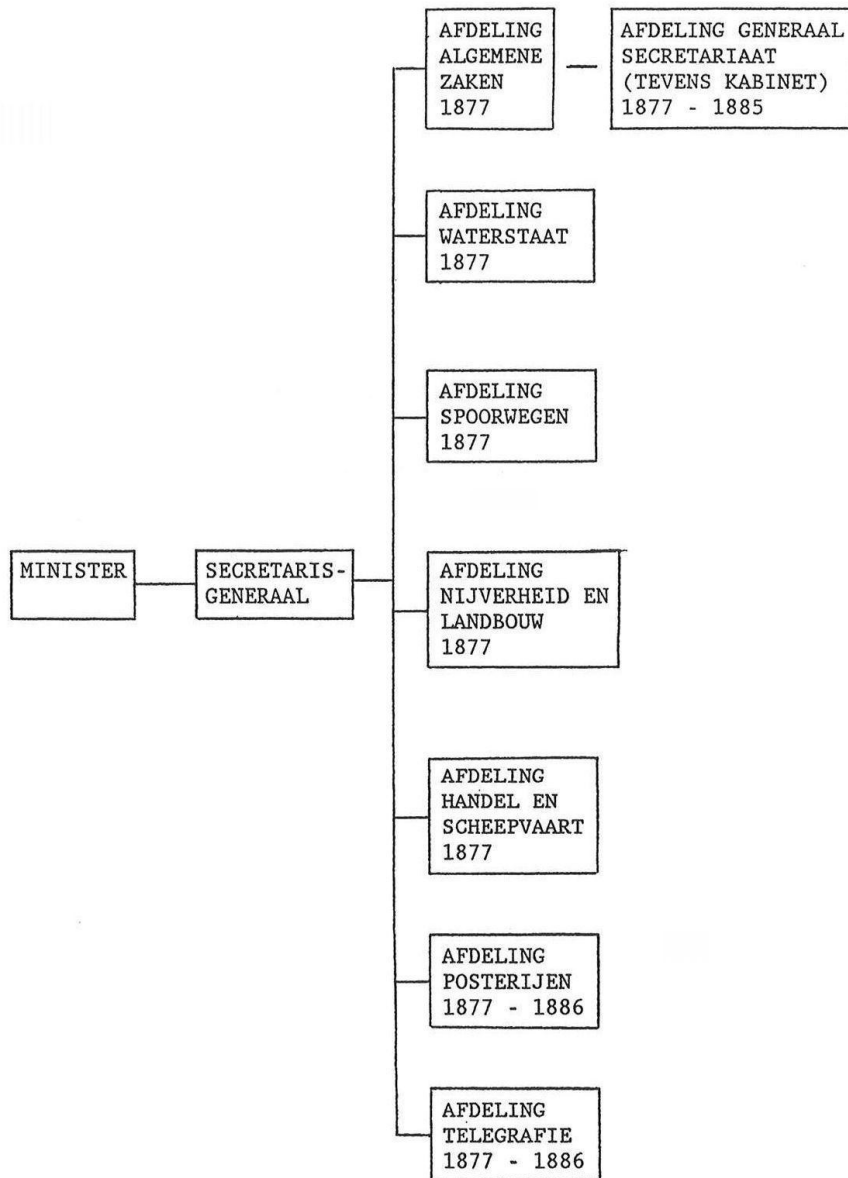 AFDELING
ALGEMENE
ZAKEN
1877
AFDELING GENERAAL
SECRETARIAAT
(TEVENS KABINET)
1877 - 1885
AFDELING
WATERSTAAT
1877
AFDELING
SPOORWEGEN
1877
MINISTER
SECRETARIS-
GENERAAL
AFDELING
NIJVERHEID EN
LANDBOUW
1877
AFDELING
HANDEL EN
SCHEEPVAART
1877
AFDELING
POSTERIJEN
1877 - 1886
AFDELING
TELEGRAFIE
1877 - 1886